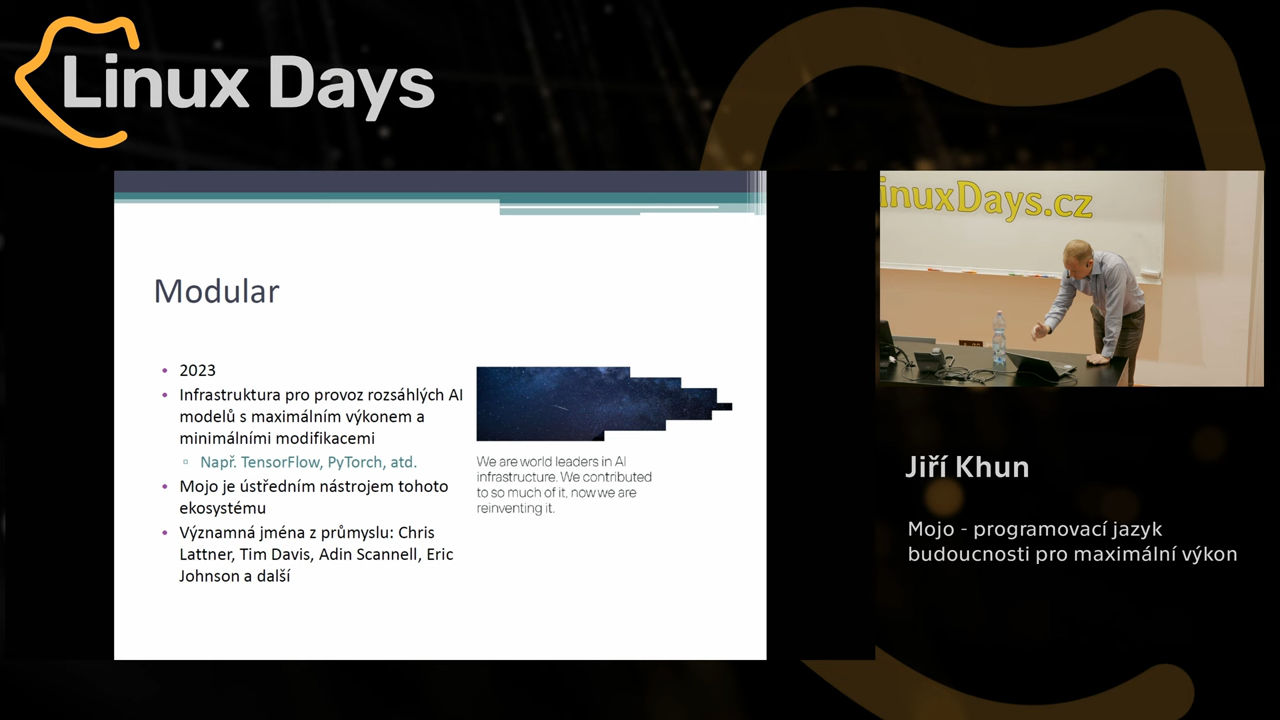 Linux Days
Modular
• 2023
• Infrastruktura pro provoz rozsáhlých AI
modelů s maximálním výkonem a
minimálními modifikacemi
▫ Např. TensorFlow, PyTorch, atd.
• Mojo je ústředním nástrojem tohoto
ekosystému
• Významná jména z průmyslu: Chris
Lattner, Tim Davis, Adin Scannell, Eric
Johnson a další
We are world leaders in AI
infrastructure. We contributed
to so much of it, now we are
reinventing it.
inuxDays.cz
Jiří Khun
Mojo - programovací jazyk
budoucnosti pro maximální výkon